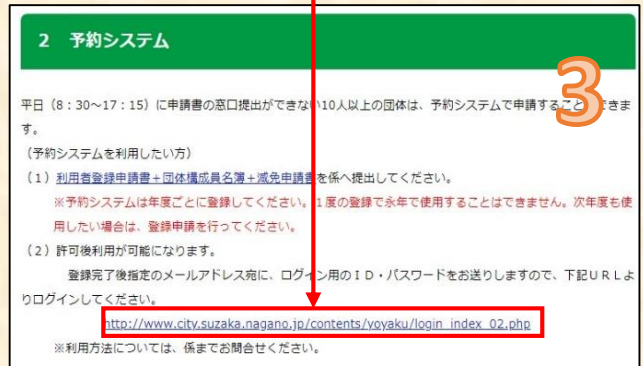 2 予約システム
3
平日（8：30～17：15）に申請書の窓口提出ができない10人以上の団体は、予約システムで申請することができま
す。
（予約システムを利用したい方）
（1）利用者登録申請書＋団体構成員名簿＋減免申請書を係へ提出してください。
※予約システムは年度ごとに登録してください。1度の登録で永年で使用することはできません。次年度も使
用したい場合は、登録申請を行ってください。
（2）許可後利用が可能になります。
登録完了後指定のメールアドレス宛に、ログイン用のＩＤ・パスワードをお送りしますので、下記ＵＲＬよ
りログインしてください。
http://www.city.suzaka.nagano.jp/contents/yoyaku/login_index_02.php
※利用方法については、係までお問合せください。